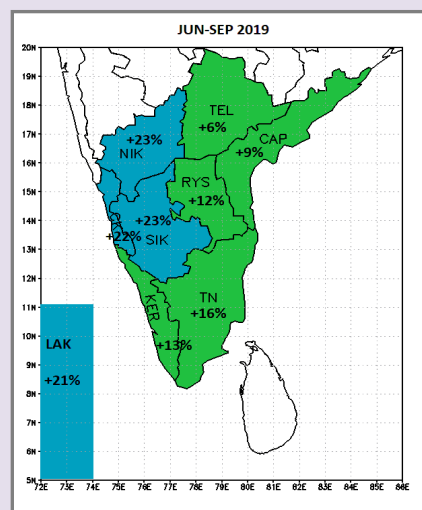 JUN-SEP 2019
20N
19N
18N
17N
16N
15N
14N
13N
12N
11N
10N
9N
8N
7N
6N
5N
TEL
+6%
CAP
+9%
+23%
NIK
RYS
+12%
+23%
+22%
SIK
TN
+16%
KER
+13%
LAK
+21%
72E 73E 74E 75E 76E 77E 78E 79E 80E 81E 82E 83E 84E 85E 86E